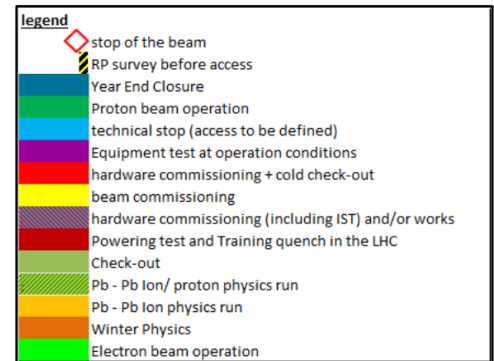 legend
stop of the beam
RP survey before access
Year End Closure
Proton beam operation
technical stop (access to be defined)
Equipment test at operation conditions
hardware commissioning + cold check-out
beam commissioning
hardware commissioning (including IST) and/or works
Powering test and Training quench in the LHC
Check-out
Pb - Pb Ion/ proton physics run
Pb - Pb Ion physics run
Winter Physics
Electron beam operation